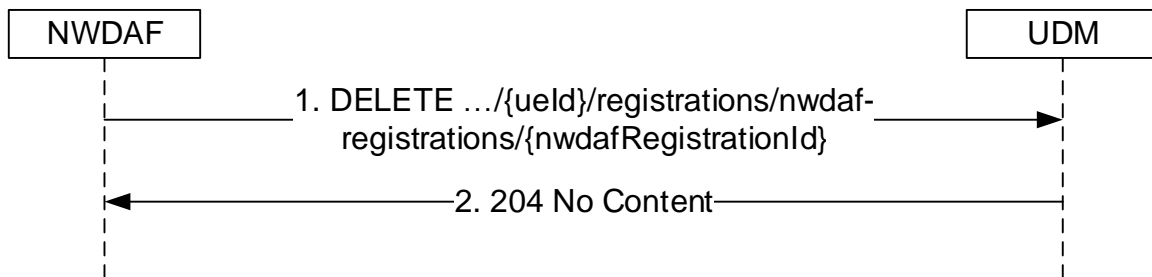 NWDAF
UDM
1. DELETE …/{ueId}/registrations/nwdaf-
registrations/{nwdafRegistrationId}
2. 204 No Content